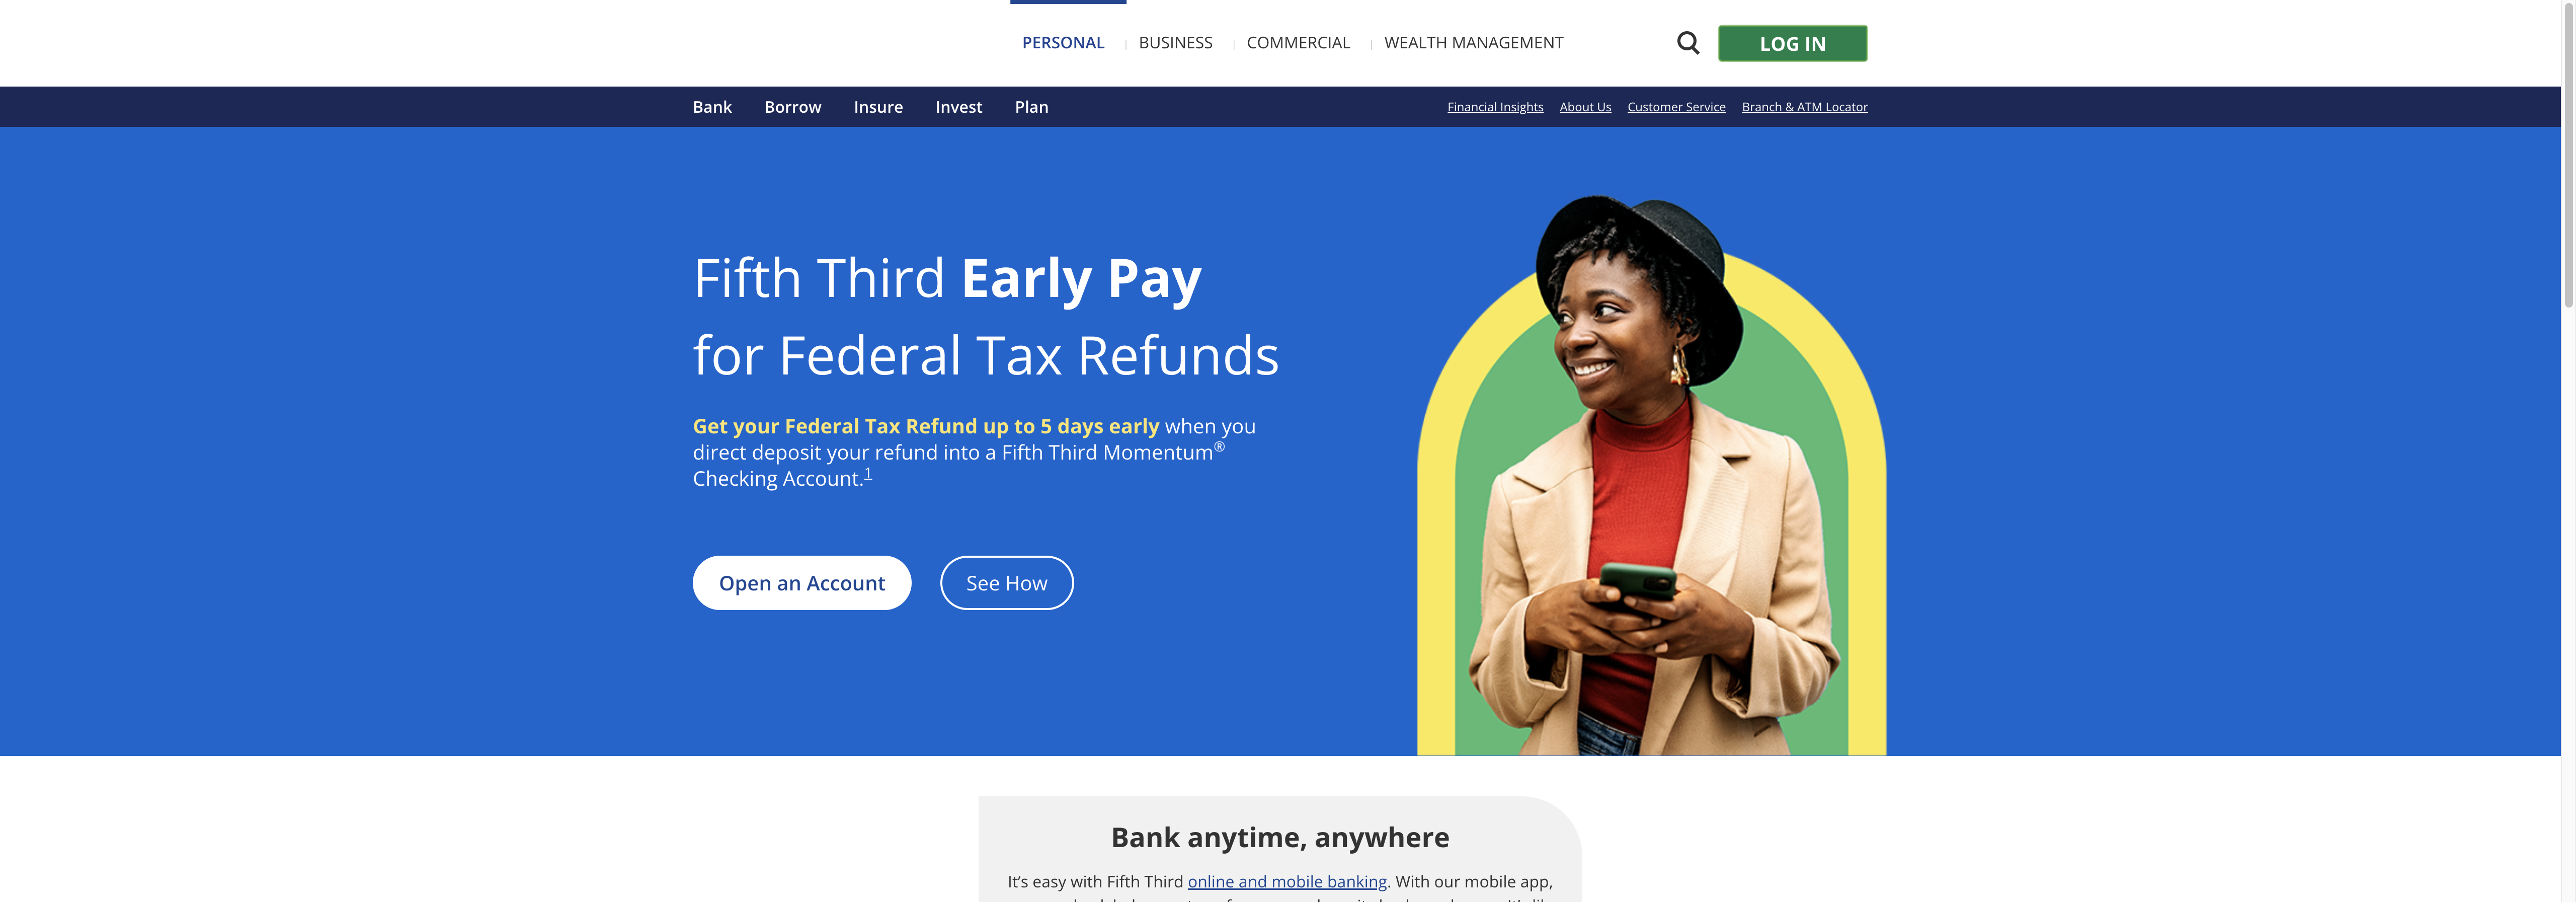 PERSONAL
BUSINESS
COMMERCIAL
WEALTH MANAGEMENT
LOG IN
Bank
Borrow
Insure
Invest
Plan
Financial Insights
About Us
Customer Service
Branch & ATM Locator
Fifth Third Early Pay
for Federal Tax Refunds
Get your Federal Tax Refund up to 5 days early when you
direct deposit your refund into a Fifth Third Momentum®
Checking Account.1
Open an Account
See How
Bank anytime, anywhere
It’s easy with Fifth Third online and mobile banking. With our mobile app,